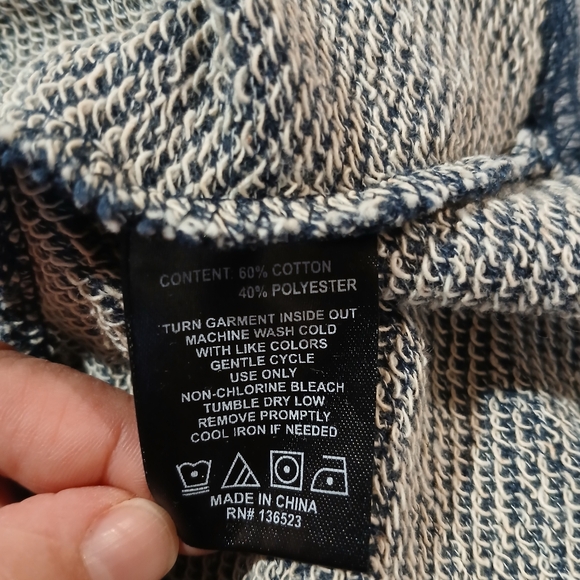 CONTENT: 60% COTTON
40% POLYESTER
TURN GARMENT INSIDE OUT
MACHINE WASH COLD
WITH LIKE COLORS
GENTLE CYCLE
USE ONLY
NON-CHLORINE BLEACH
TUMBLE DRY LOW
REMOVE PROMPTLY
COOL IRON IF NEEDED
MADE IN CHINA
RN# 136523